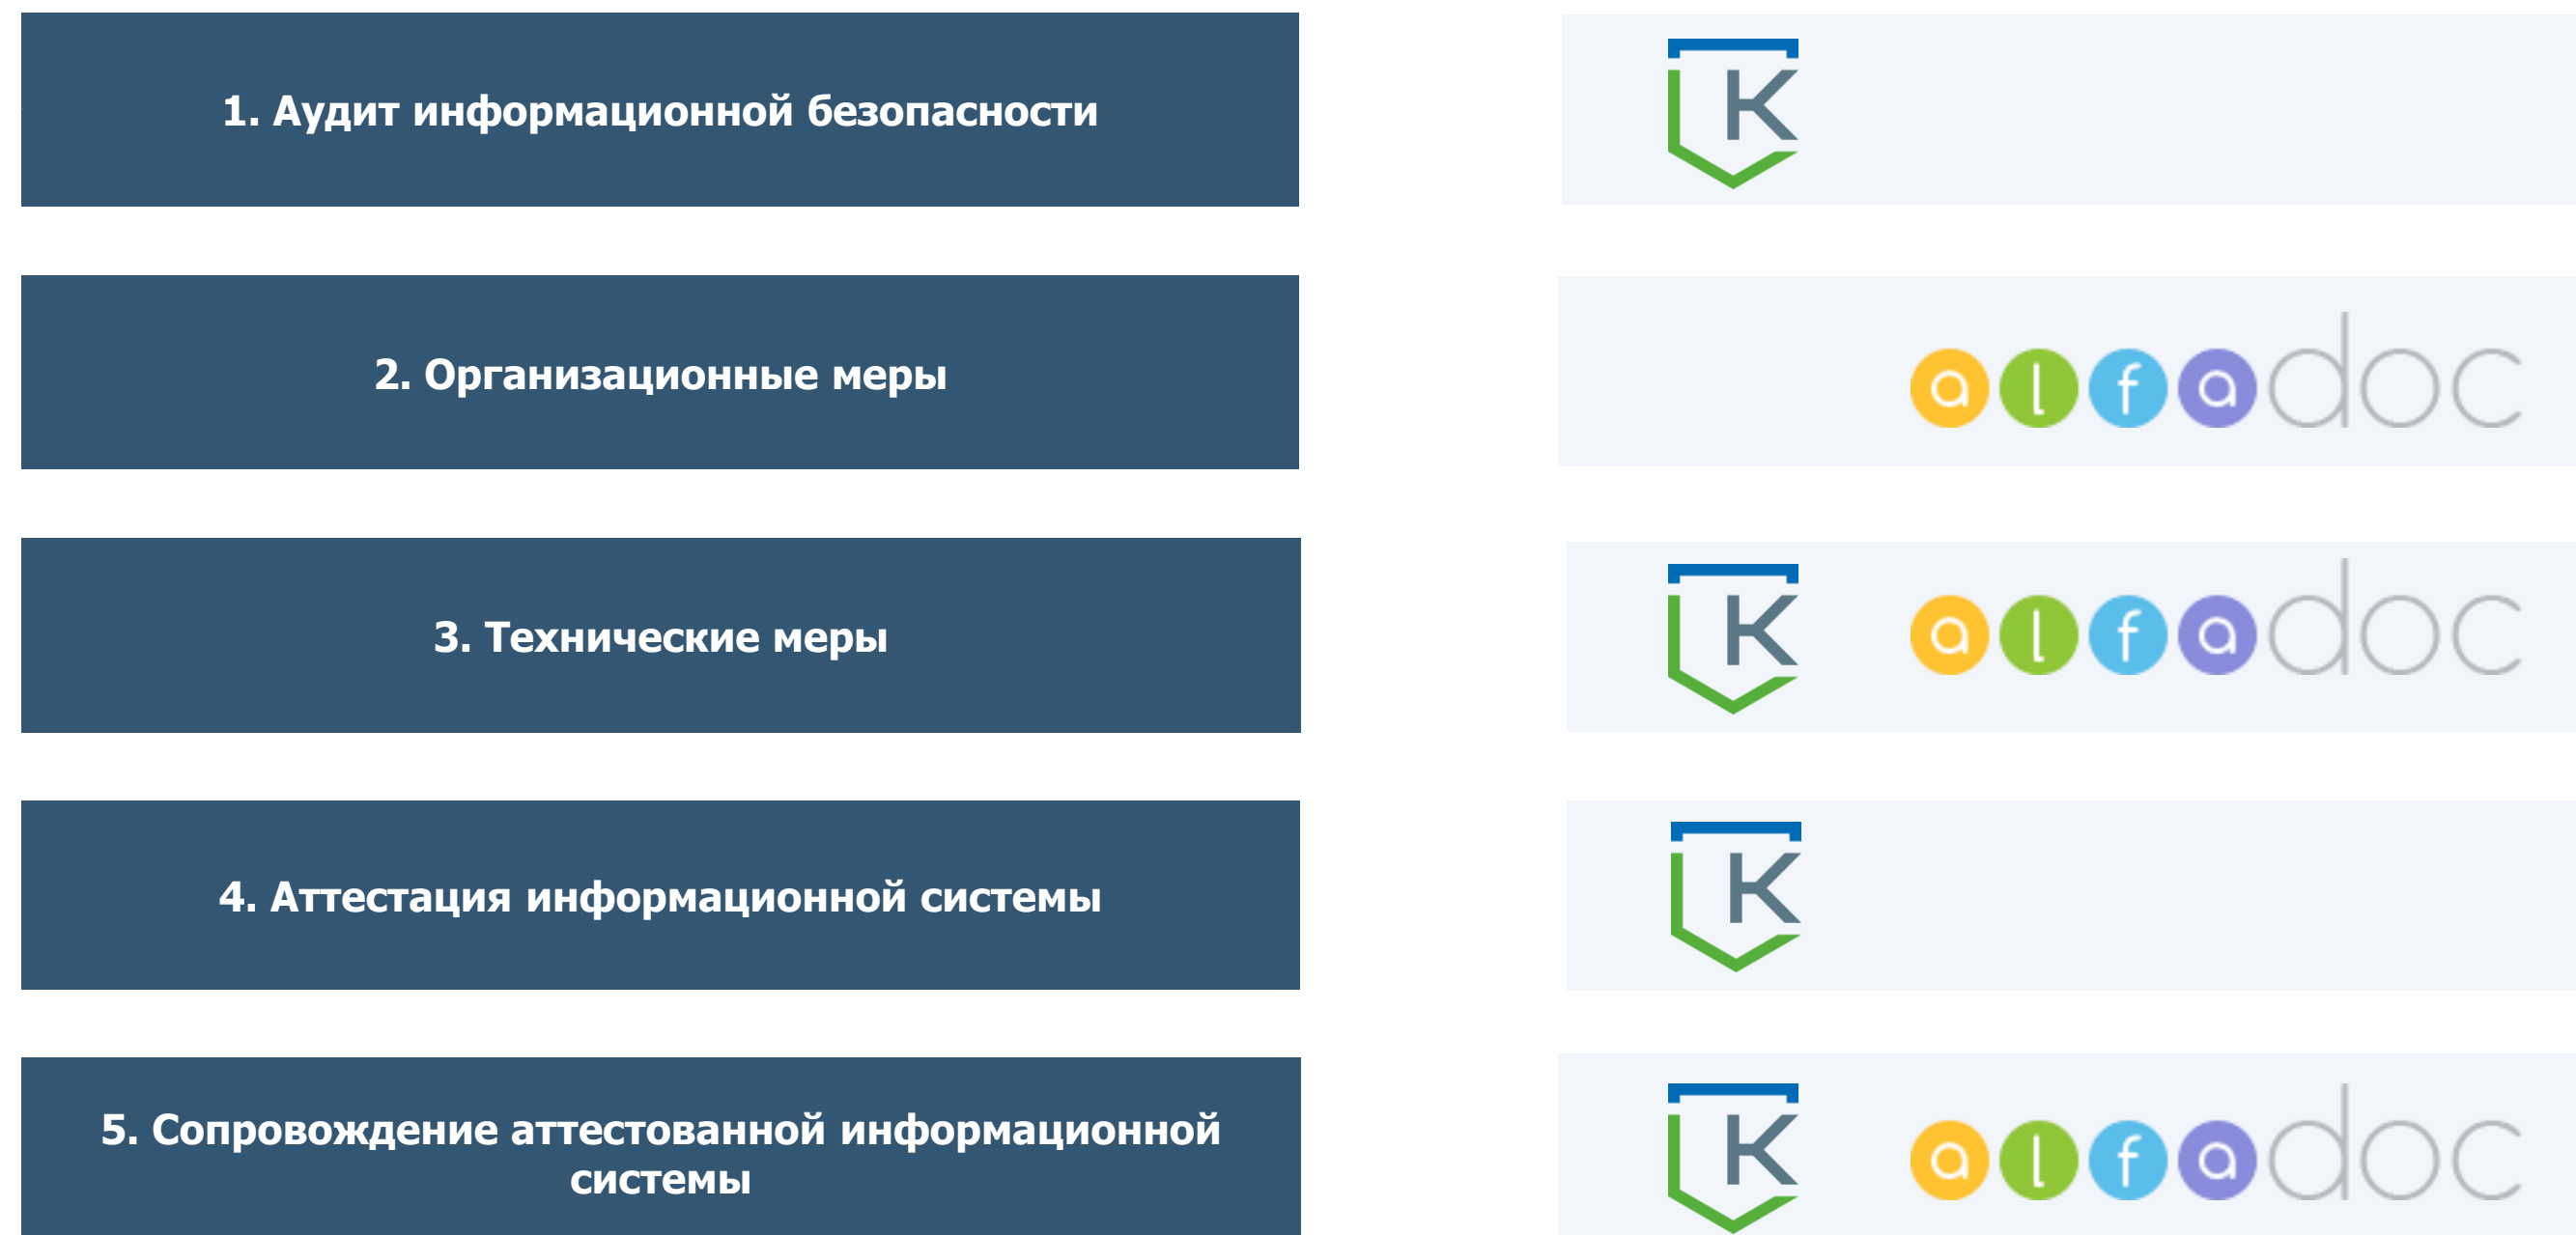 1. Аудит информационной безопасности
K
2. Организационные меры
alfadoc
3. Технические меры
K
alfadoc
4. Аттестация информационной системы
K
5. Сопровождение аттестованной информационной
системы
K
alfadoc